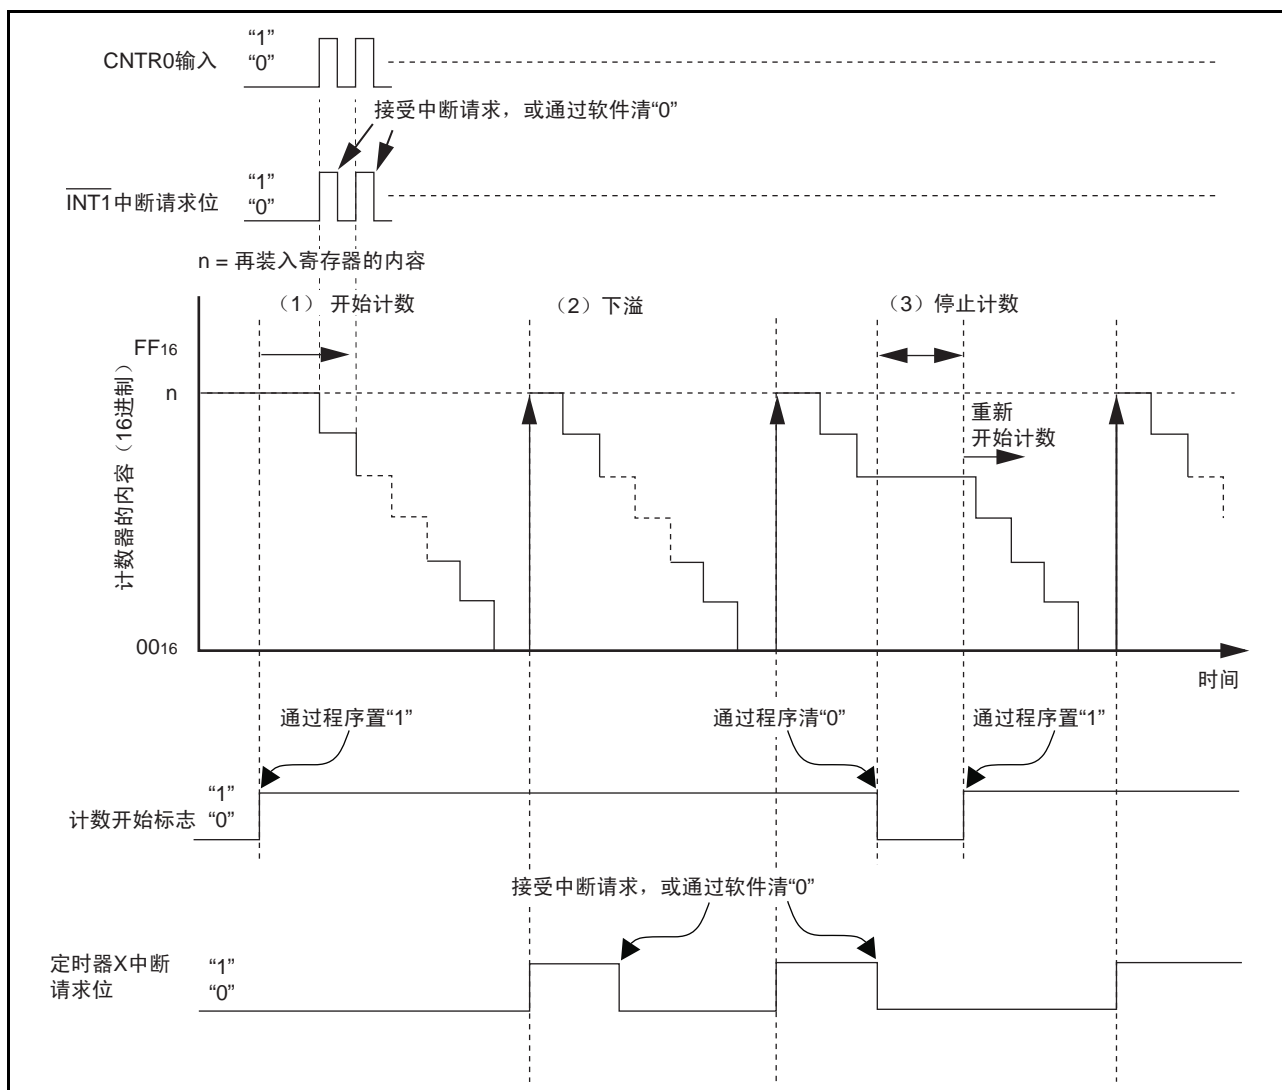 CNTR0输入
“1”
“0”
接受中断请求，或通过软件清“0”
INT1中断请求位
“1”
“0”
n = 再装入寄存器的内容
（1） 开始计数
（2）下溢
（3）停止计数
FF16
n
重新
开始计数
计数器的内容（16进制）
0016
时间
通过程序置“1”
通过程序清“0”
通过程序置“1”
计数开始标志
“1”
“0”
接受中断请求，或通过软件清“0”
定时器X中断
请求位
“1”
“0”